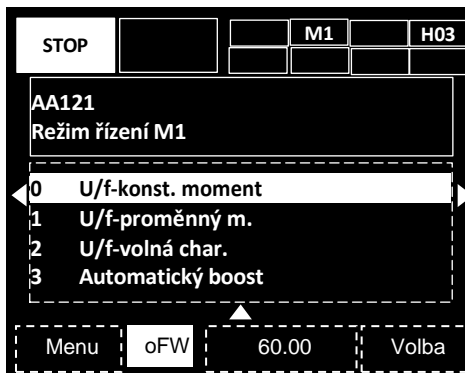 STOP M1 H03
AA121
Režim řízení M1
0 U/f-konst. moment
1 U/f-proměnný m.
2 U/f-volná char.
3 Automatický boost
Menu oFW 60.00 Volba